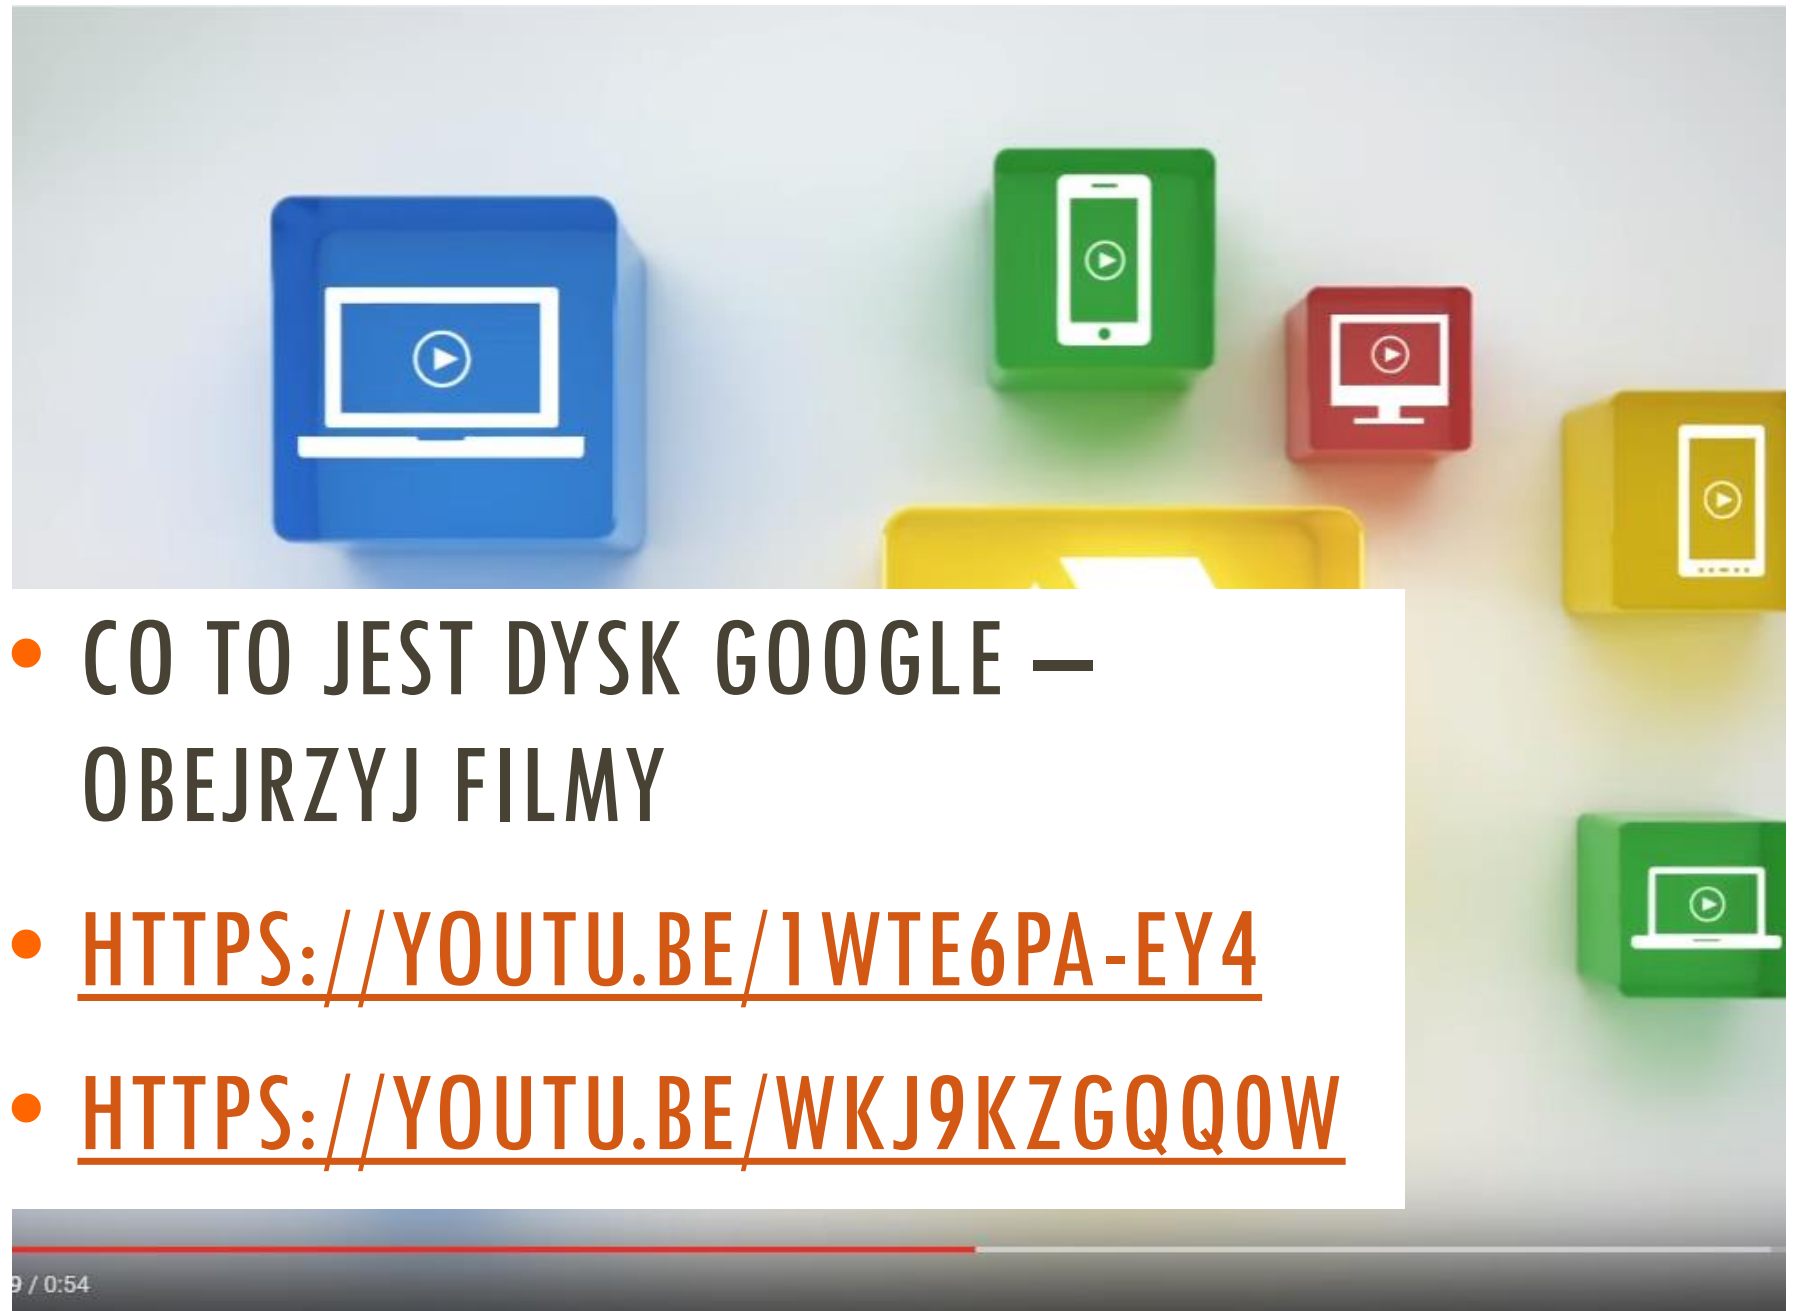 • CO TO JEST DYSK GOOGLE –
OBEJRZYJ FILMY
• HTTPS://YOUTU.BE/1WTE6PA-EY4
• HTTPS://YOUTU.BE/WKJ9KZGQQ0W
9 / 0:54